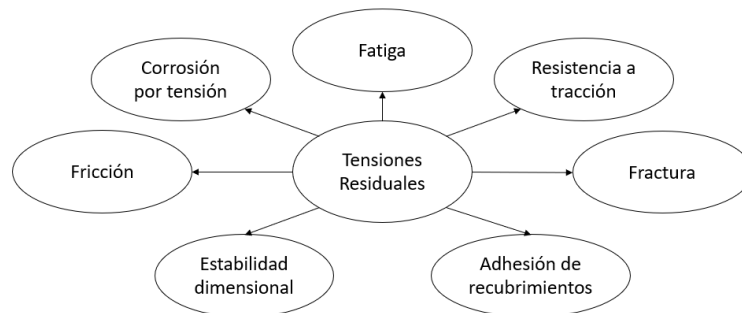 Fatiga
Corrosión
por tensión
Resistencia a
tracción
Fricción
Tensiones
Residuales
Fractura
Estabilidad
dimensional
Adhesión de
recubrimientos